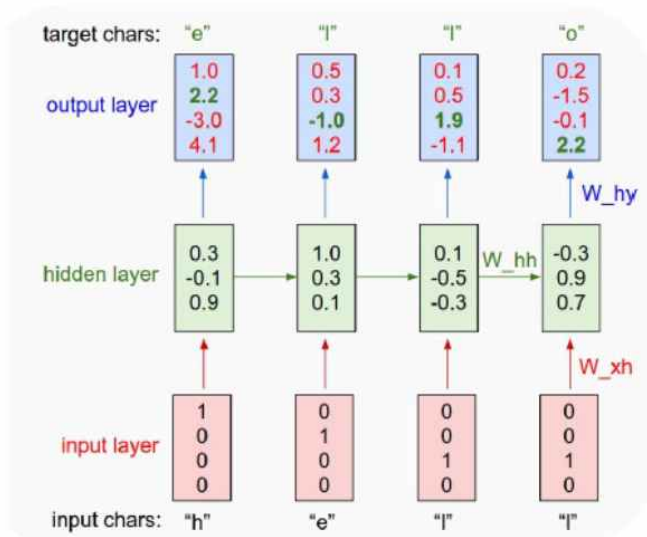 target chars: “e” “l” “l” “o”
1.0 0.5 0.1 0.2
2.2 0.3 0.5 -1.5
output layer
-3.0 -1.0 1.9 -0.1
4.1 1.2 -1.1 2.2
W_hy
0.3 1.0 0.1 -0.3
W_hh
hidden layer -0.1 0.3 -0.5 0.9
0.9 0.1 -0.3 0.7
W_xh
1 0 0 0
0 1 0 0
input layer
0 0 1 1
0 0 0 0
input chars: “h” “e” “l” “l”